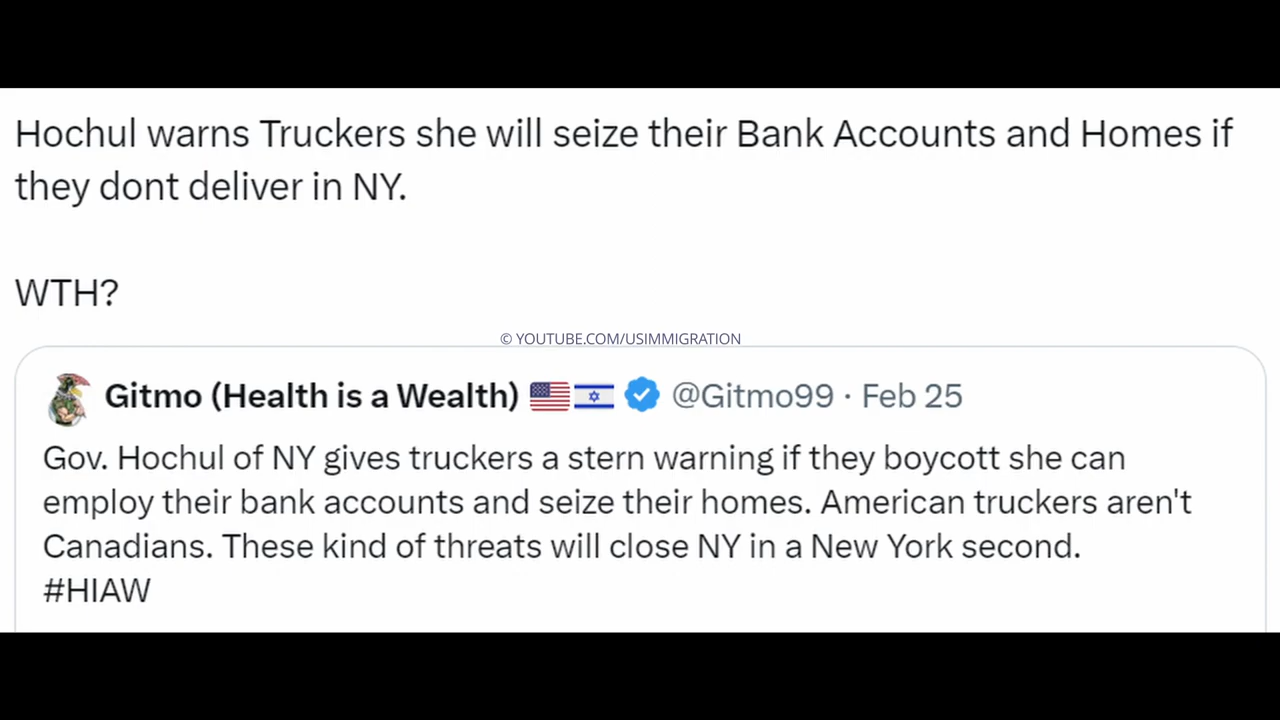 Hochul warns Truckers she will seize their Bank Accounts and Homes if
they dont deliver in NY.
WTH?
© YOUTUBE.COM/USIMMIGRATION
Gitmo (Health is a Wealth) 🇺🇸🇮🇱 @Gitmo99 · Feb 25
Gov. Hochul of NY gives truckers a stern warning if they boycott she can
employ their bank accounts and seize their homes. American truckers aren't
Canadians. These kind of threats will close NY in a New York second.
#HIAW